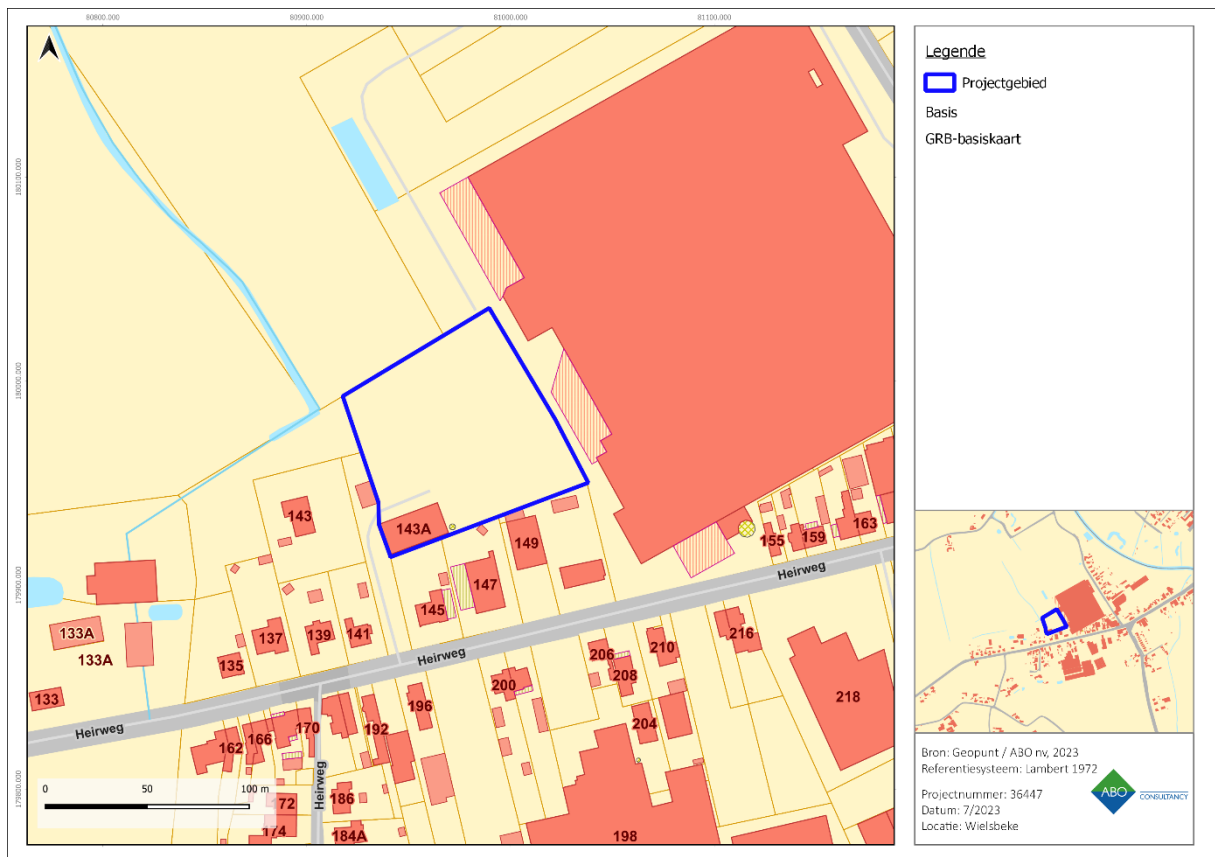 80800.000 80900.000 81000.000 81100.000
180100.000
180000.000
179900.000
179800.000
143
143A
149
147
145
155
159
163
Heirweg
133A
133A
133
137
139
141
135
Heirweg
Heirweg
206
208
210
216
200
204
218
196
192
170
166
162
Heirweg
186
172
174
184A
198
0 50 100 m
Legende
Projectgebied
Basis
GRB-basiskaart
Bron: Geopunt / ABO nv, 2023
Referentiesysteem: Lambert 1972
Projectnummer: 36447
Datum: 7/2023
Locatie: Wielsbeke
ABO CONSULTANCY